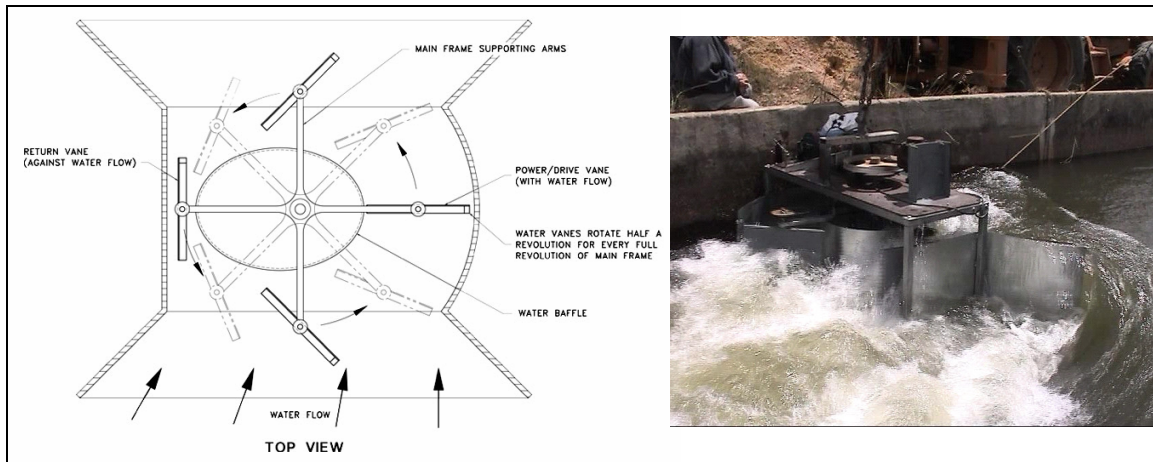 MAIN FRAME SUPPORTING ARMS
RETURN VANE
(AGAINST WATER FLOW)
POWER/DRIVE VANE
(WITH WATER FLOW)
WATER VANES ROTATE HALF A
REVOLUTION FOR EVERY FULL
REVOLUTION OF MAIN FRAME
WATER BAFFLE
WATER FLOW
TOP VIEW